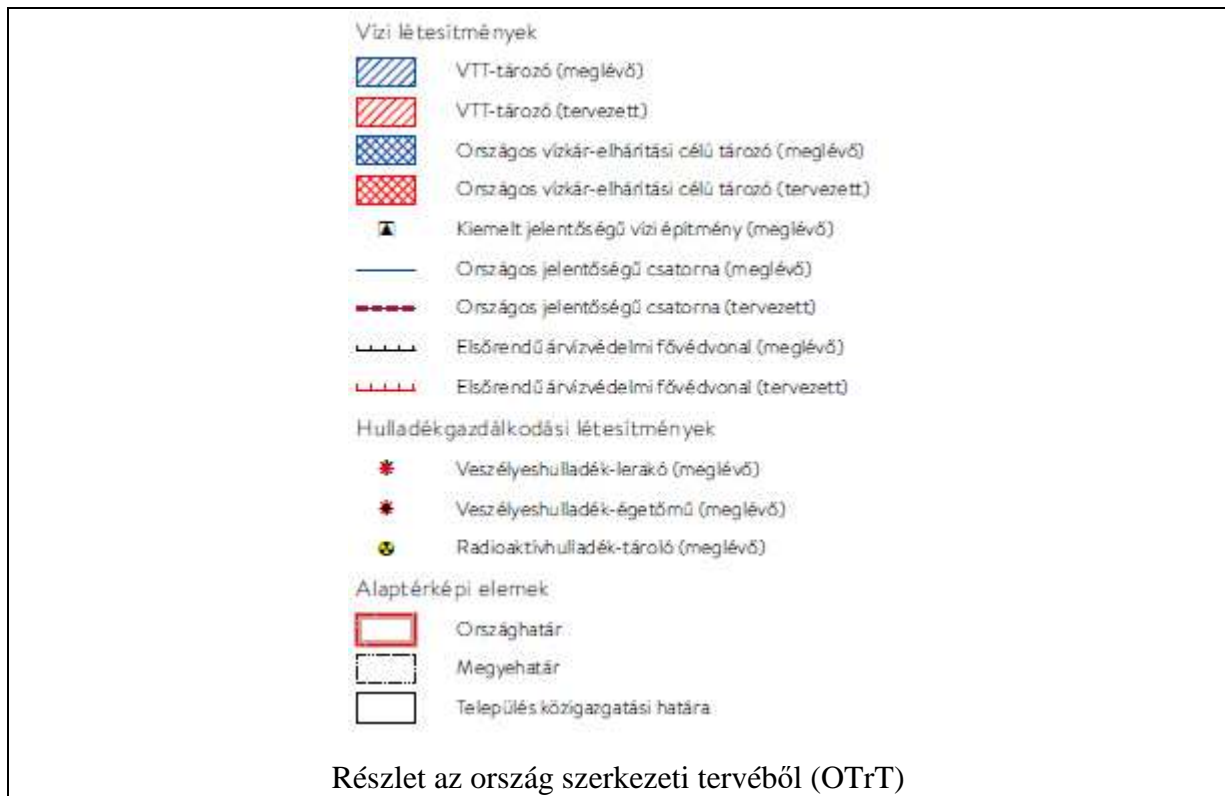 Vízi létesítmények
VTT-tározó (meglévő)
VTT-tározó (tervezett)
Országos vízkár-elhárítási célú tározó (meglévő)
Országos vízkár-elhárítási célú tározó (tervezett)
Kiemelt jelentőségű vízi építmény (meglévő)
Országos jelentőségű csatorna (meglévő)
Országos jelentőségű csatorna (tervezett)
Elsőrendű árvízvédelmi fővédvonal (meglévő)
Elsőrendű árvízvédelmi fővédvonal (tervezett)
Hulladékgazdálkodási létesítmények
Veszélyeshulladék-lerakó (meglévő)
Veszélyeshulladék-égetőmű (meglévő)
Radioaktívhulladék-tároló (meglévő)
Alaptérképi elemek
Országhatár
Megyehatár
Település közigazgatási határa
Részlet az ország szerkezeti tervéből (OTrT)